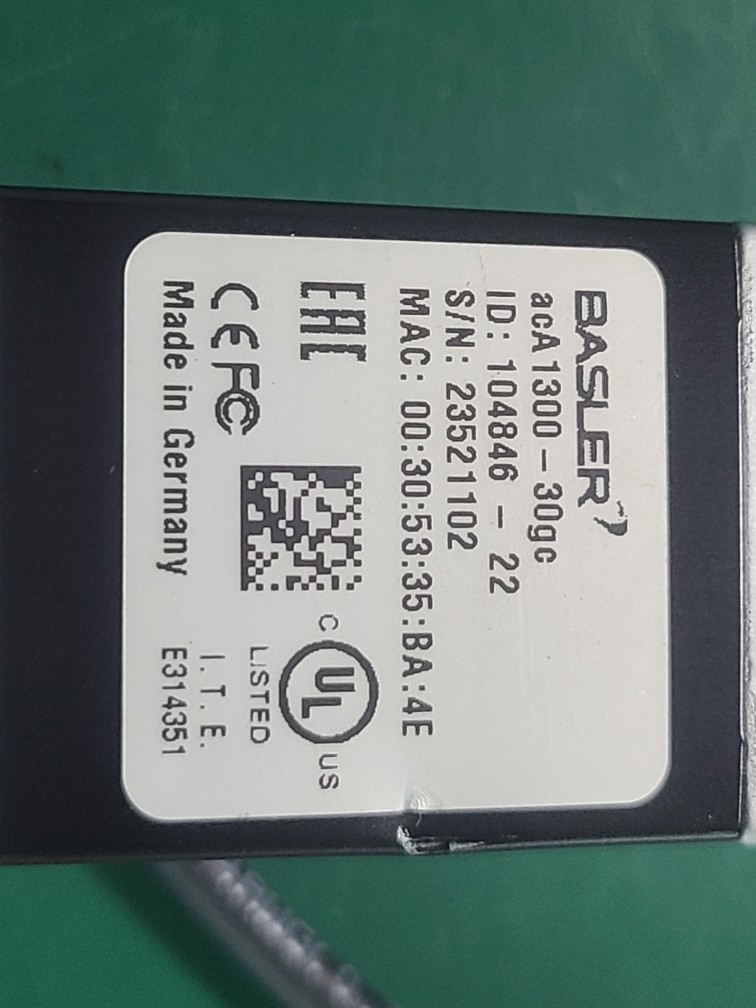 BASLER
acA1300-30gc
ID: 104846 - 22
S/N: 23521102
MAC: 00:30:53:35:BA:4E
EAC
CE FC
Made in Germany
C UL US
LISTED
I.T.E.
E314351